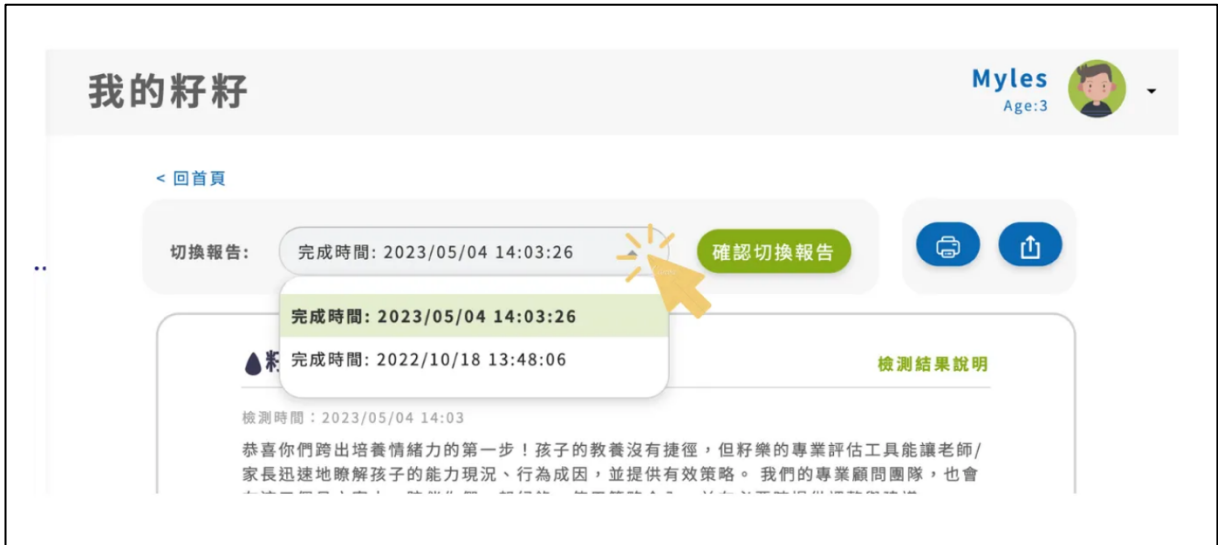 我的籽籽
Myles
Age:3
< 回首頁
切換報告:
完成時間: 2023/05/04 14:03:26
確認切換報告
完成時間: 2023/05/04 14:03:26
完成時間: 2022/10/18 13:48:06
籽
檢測結果說明
檢測時間：2023/05/04 14:03
恭喜你們跨出培養情緒力的第一步！孩子的教養沒有捷徑，但籽樂的專業評估工具能讓老師/
家長迅速地瞭解孩子的能力現況、行為成因，並提供有效策略。 我們的專業顧問團隊，也會